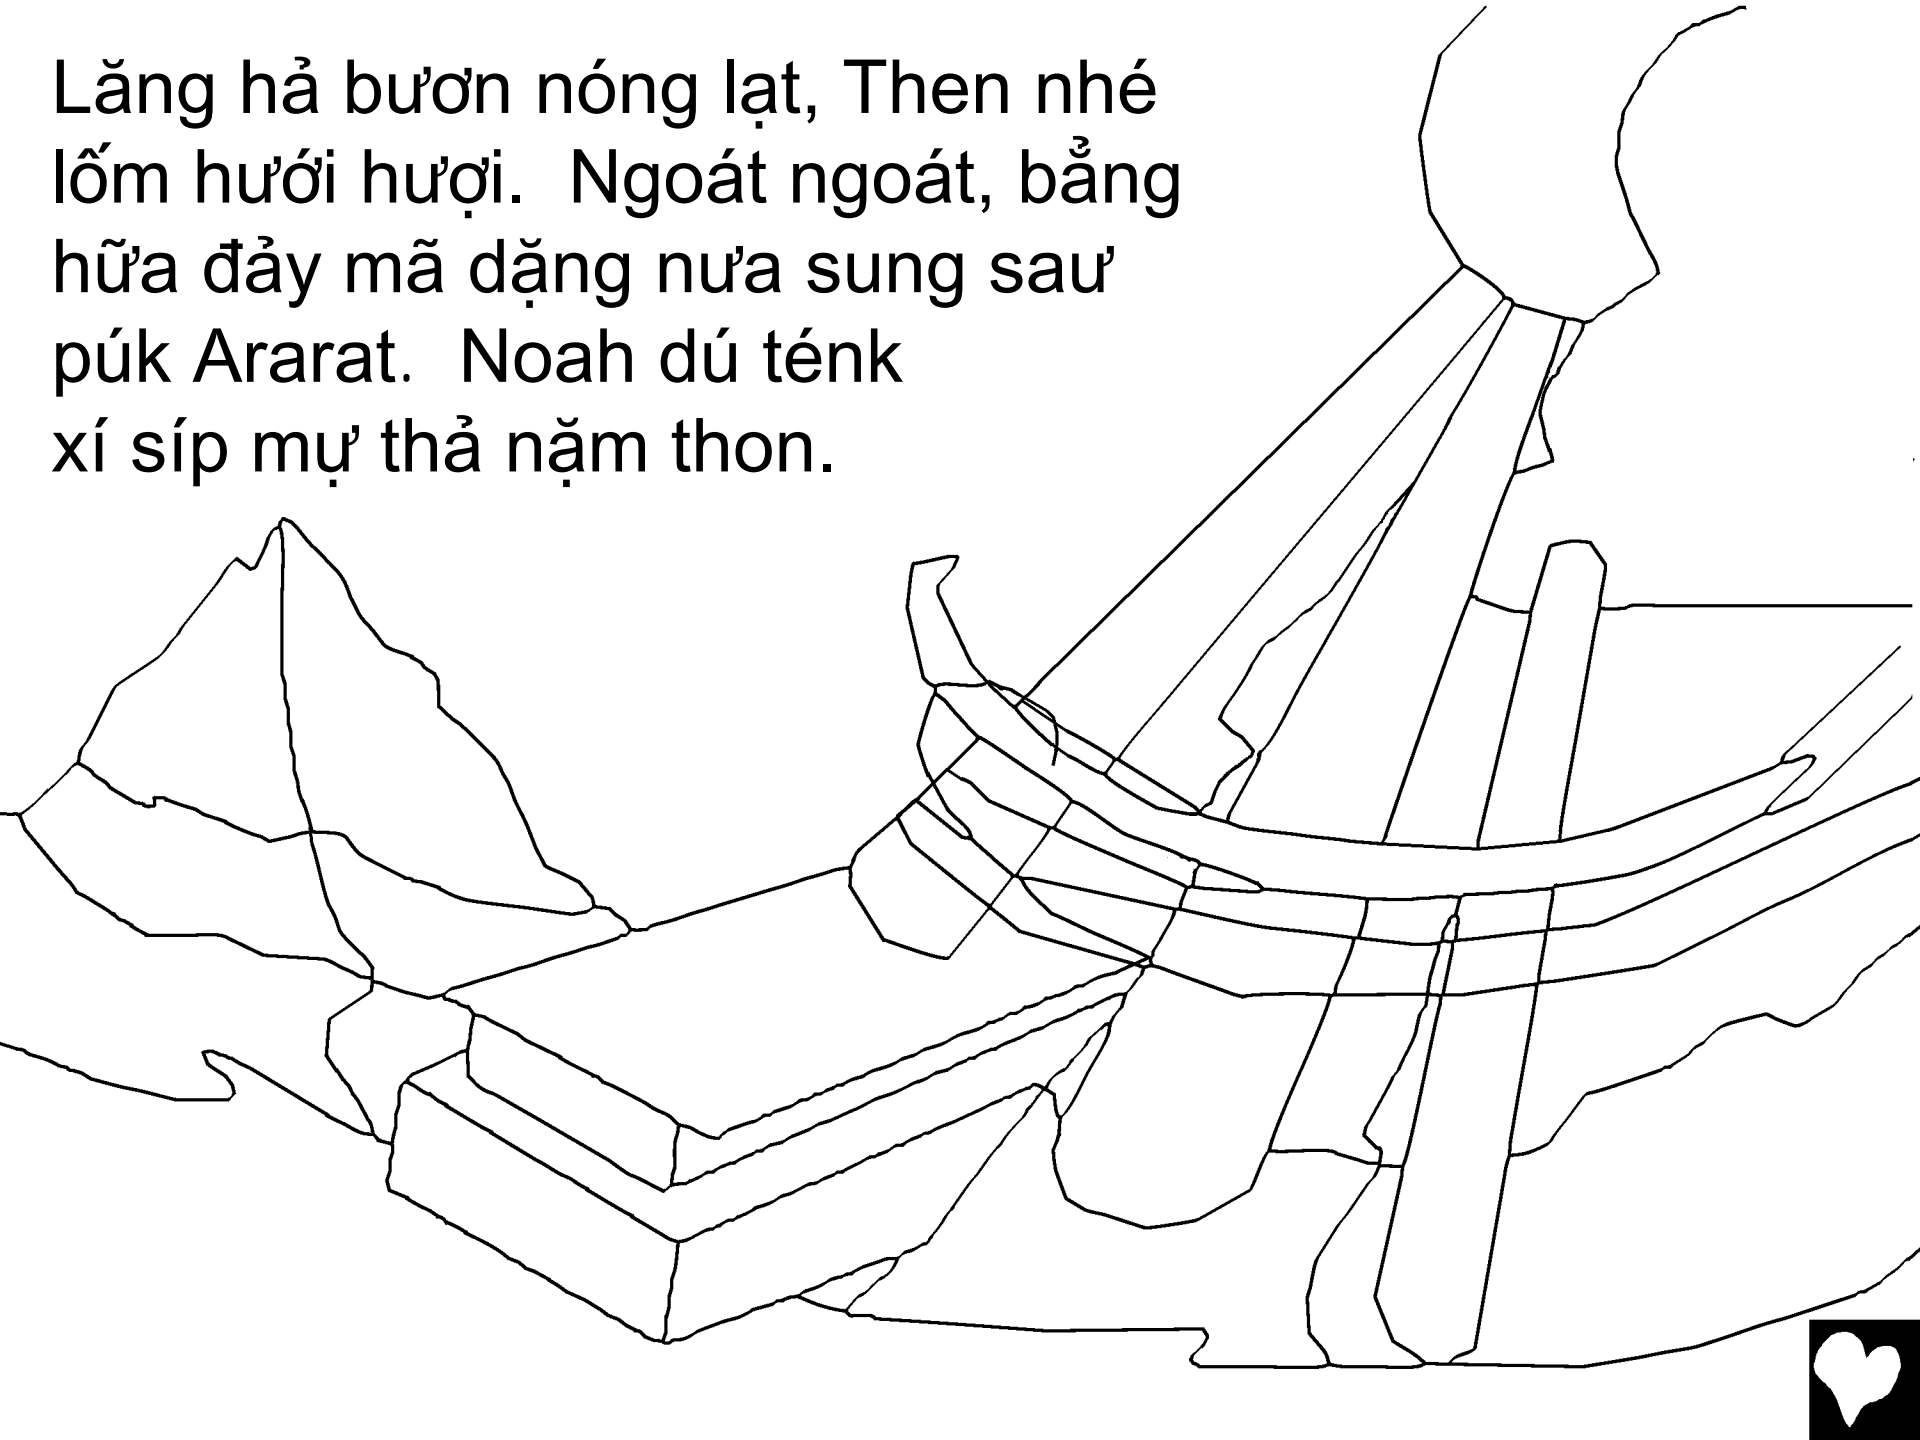 Lăng hả bươn nóng lạt, Then nhé
lốm hưới hượi.  Ngoát ngoát, bẳng
hữa đảy mã dặng nưa sung saư
púk Ararat.  Noah dú ténk
xí síp mự thả nặm thon.